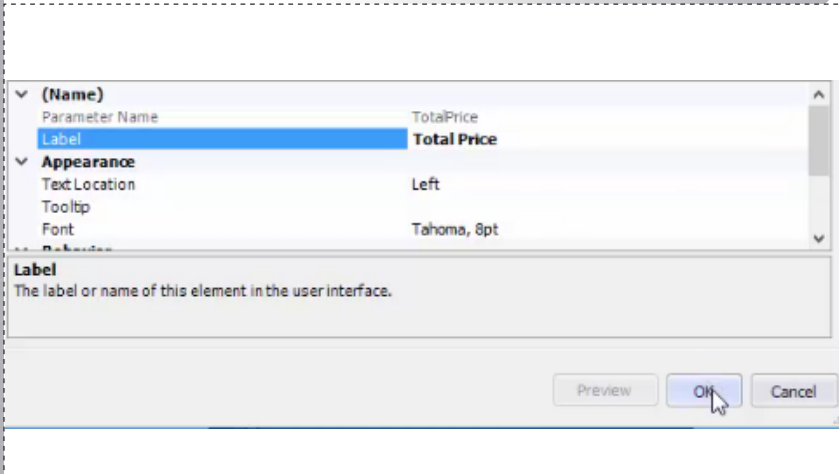 (Name)
Parameter Name TotalPrice
Label Total Price
Appearance
Text Location Left
Tooltip
Font Tahoma, 8pt
Behavior
Label
The label or name of this element in the user interface.
Preview OK Cancel